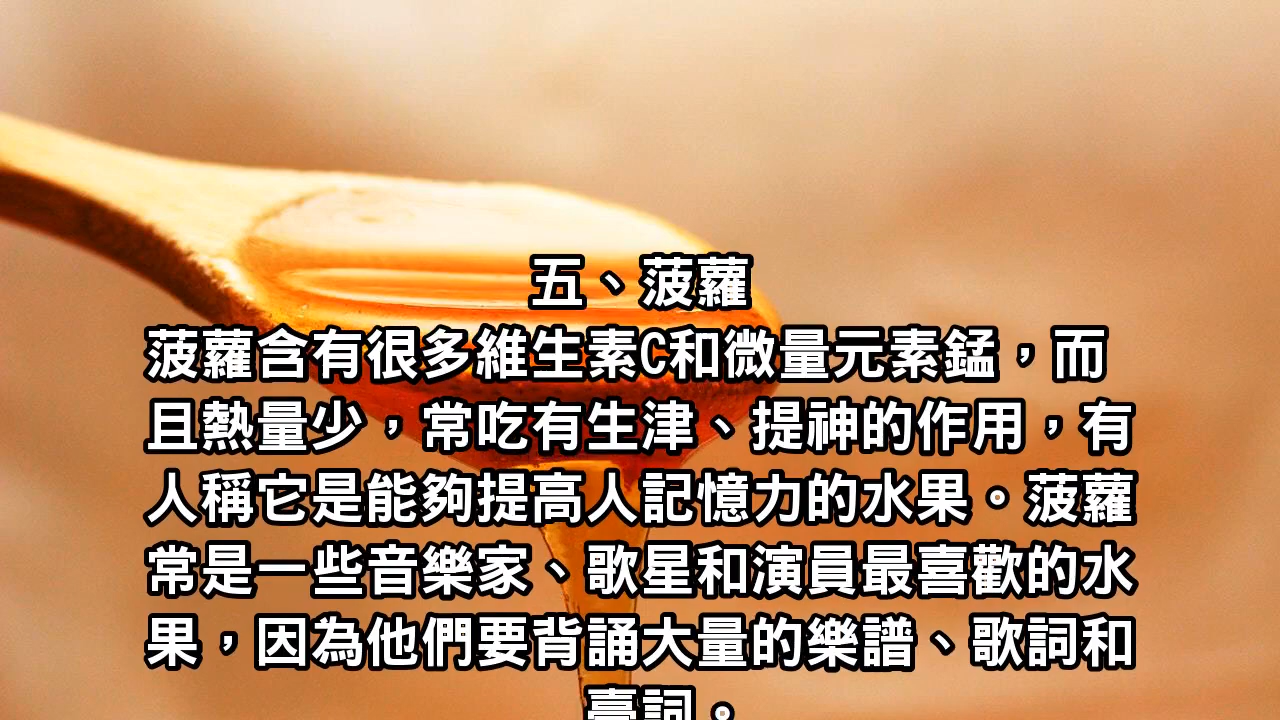 五、菠蘿
菠蘿含有很多維生素C和微量元素錳，而
且熱量少，常吃有生津、提神的作用，有
人稱它是能夠提高人記憶力的水果。菠蘿
常是一些音樂家、歌星和演員最喜歡的水
果，因為他們要背誦大量的樂譜、歌詞和
臺詞。